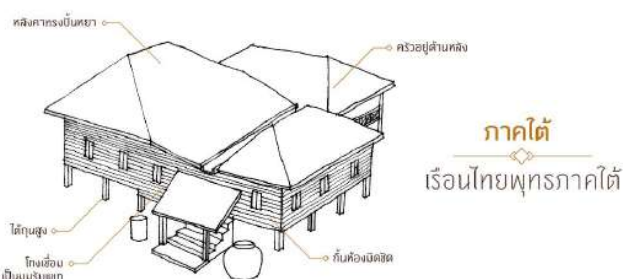 หลังคาทรงปั้นหยา
ครัวอยู่ด้านหลัง
ภาคใต้
เรือนไทยพุทธภาคใต้
ใต้ถุนสูง
กั้นห้องมิดชิด
โถงเชื่อม